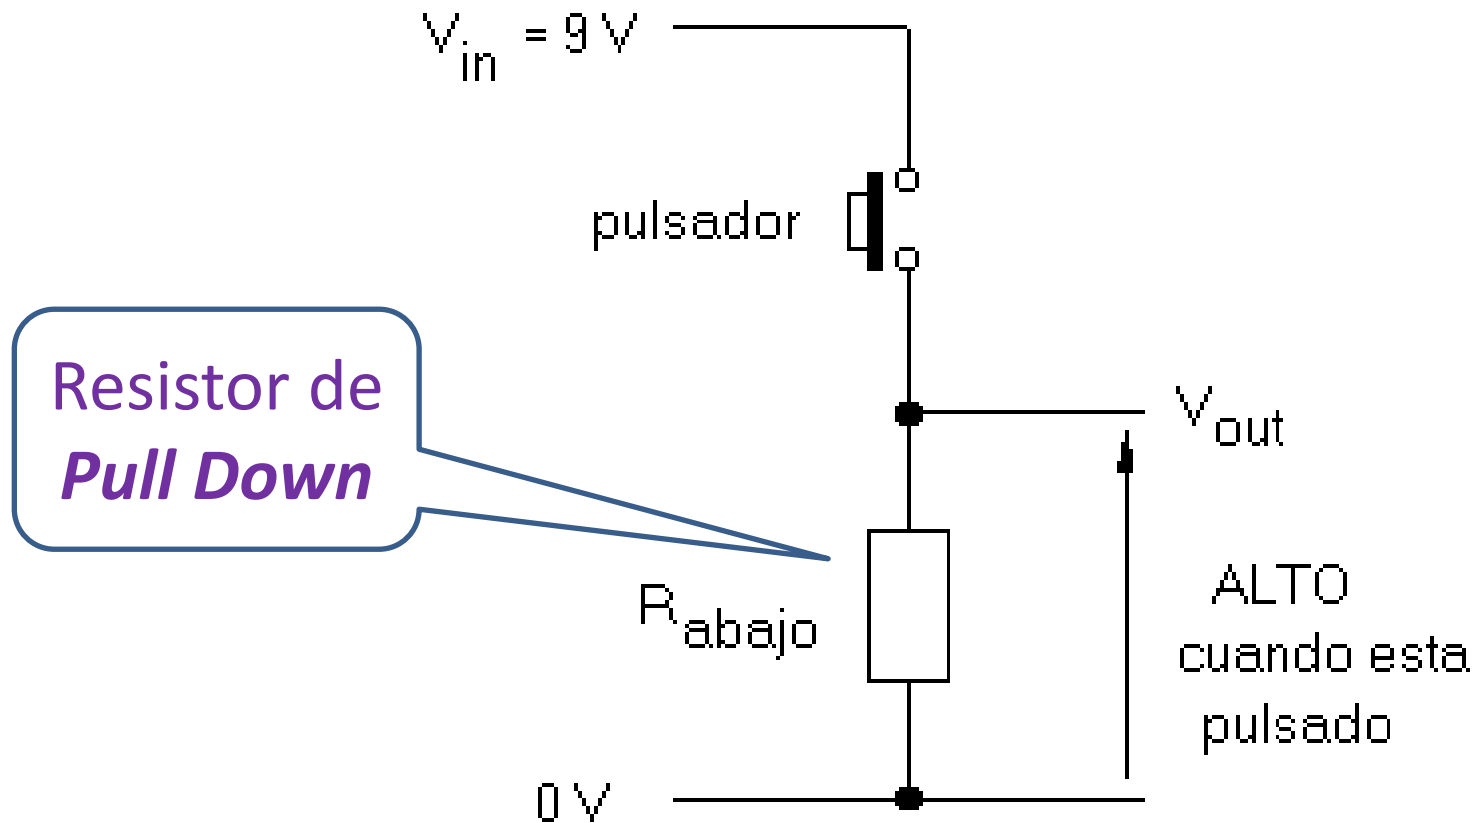 Vin = 9 V
pulsador
Resistor de
Pull Down
Vout
Rabajo
ALTO
cuando esta
pulsado
0 V